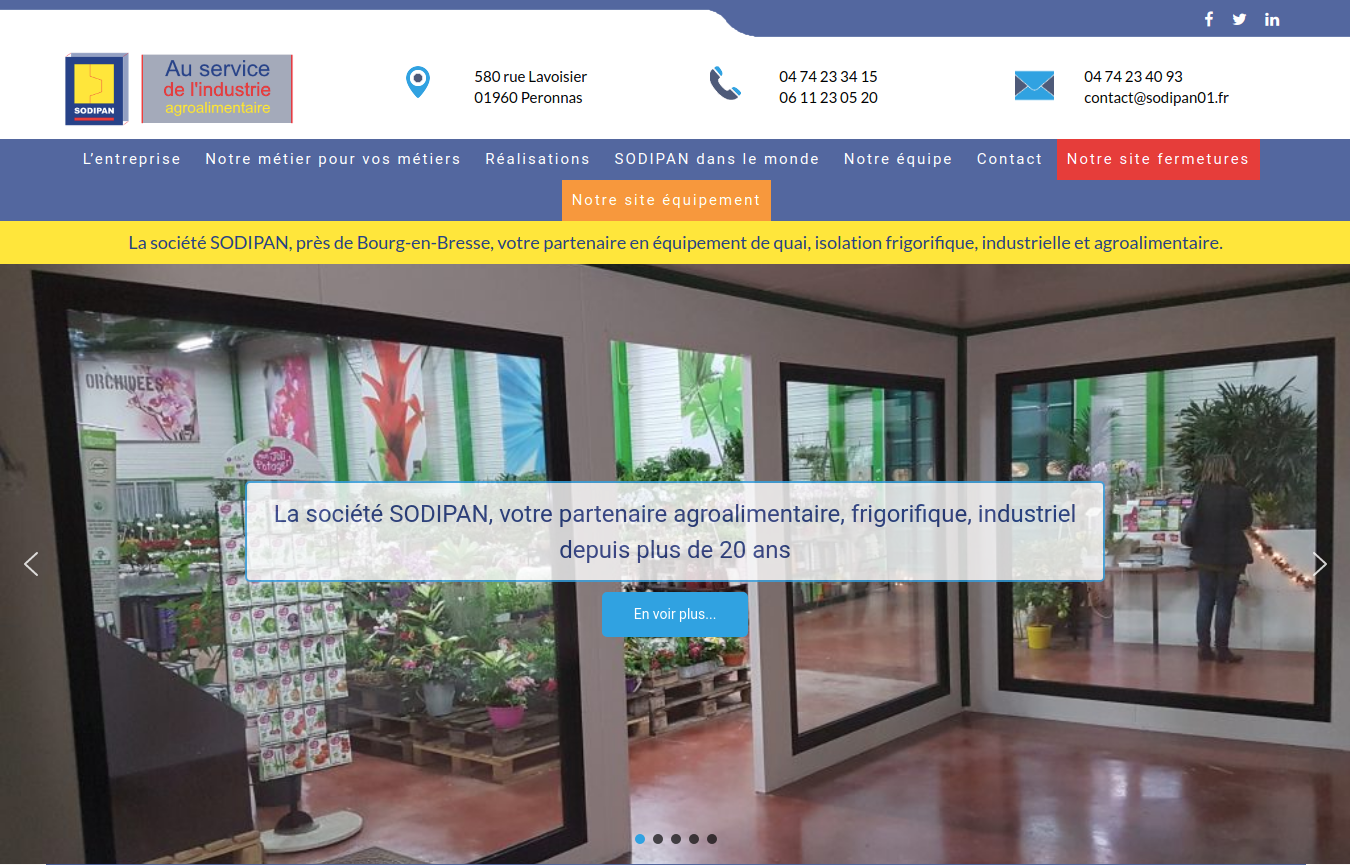 SODIPAN
Au service
de l'industrie
agroalimentaire
580 rue Lavoisier
01960 Peronnas
04 74 23 34 15
06 11 23 05 20
04 74 23 40 93
contact@sodipan01.fr
L'entreprise Notre métier pour vos métiers Réalisations SODIPAN dans le monde Notre équipe Contact Notre site fermetures
Notre site équipement
La société SODIPAN, près de Bourg-en-Bresse, votre partenaire en équipement de quai, isolation frigorifique, industrielle et agroalimentaire.
ORCHIDEES
Joli
Potager!
La société SODIPAN, votre partenaire agroalimentaire, frigorifique, industriel
depuis plus de 20 ans
En voir plus...